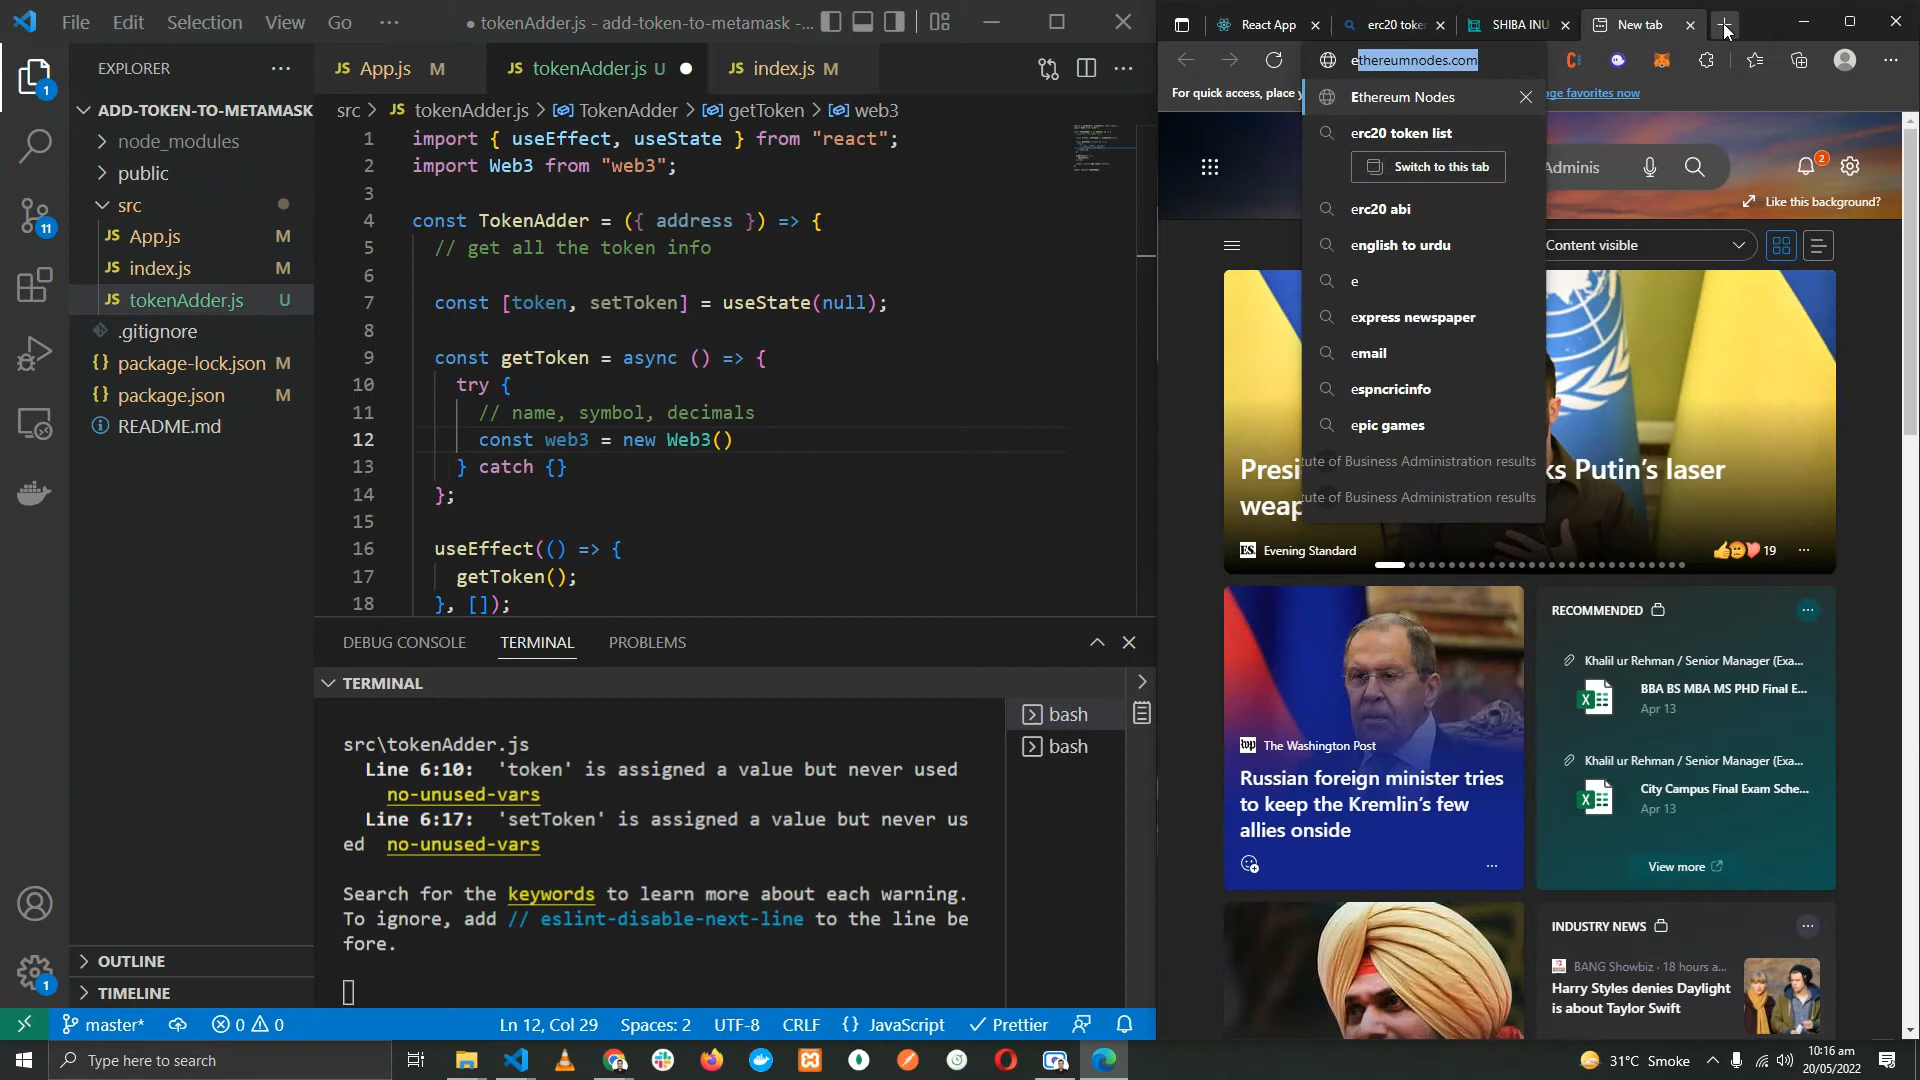 File Edit Selection View Go ··· ● tokenAdder.js - add-token-to-metamask -...
EXPLORER ···
ADD-TOKEN-TO-METAMASK
node_modules
public
src
JS App.js M
JS index.js M
JS tokenAdder.js U
.gitignore
{} package-lock.json M
{} package.json M
README.md
OUTLINE
TIMELINE
1
11
1
JS App.js M JS tokenAdder.js U ● JS index.js M
src > JS tokenAdder.js > TokenAdder > getToken > web3
1 import { useEffect, useState } from "react";
2 import Web3 from "web3";
3
4 const TokenAdder = ({ address }) => {
5 // get all the token info
6
7 const [token, setToken] = useState(null);
8
9 const getToken = async () => {
10 try {
11 // name, symbol, decimals
12 const web3 = new Web3()
13 } catch {}
14 };
15
16 useEffect(() => {
17 getToken();
18 }, []);
DEBUG CONSOLE TERMINAL PROBLEMS
TERMINAL
bash
bash
src\tokenAdder.js
Line 6:10: 'token' is assigned a value but never used
no-unused-vars
Line 6:17: 'setToken' is assigned a value but never us
ed no-unused-vars
Search for the keywords to learn more about each warning.
To ignore, add // eslint-disable-next-line to the line be
fore.
master* 0 0 Ln 12, Col 29 Spaces: 2 UTF-8 CRLF {} JavaScript Prettier
React App erc20 toke SHIBA INU New tab
ethereumnodes.com
For quick access, place y
age favorites now
Ethereum Nodes
erc20 token list
Switch to this tab
erc20 abi
english to urdu
e
express newspaper
email
espncricinfo
epic games
tute of Business Administration results
tute of Business Administration results
Adminis
2
Like this background?
Content visible
Presi
ks Putin's laser
weap
ES Evening Standard
19
wp The Washington Post
Russian foreign minister tries
to keep the Kremlin's few
allies onside
RECOMMENDED
Khalil ur Rehman / Senior Manager (Exa...
BBA BS MBA MS PHD Final E...
Apr 13
Khalil ur Rehman / Senior Manager (Exa...
City Campus Final Exam Sche...
Apr 13
View more
INDUSTRY NEWS
BANG Showbiz · 18 hours a...
Harry Styles denies Daylight
is about Taylor Swift
Type here to search
31°C Smoke
10:16 am
20/05/2022